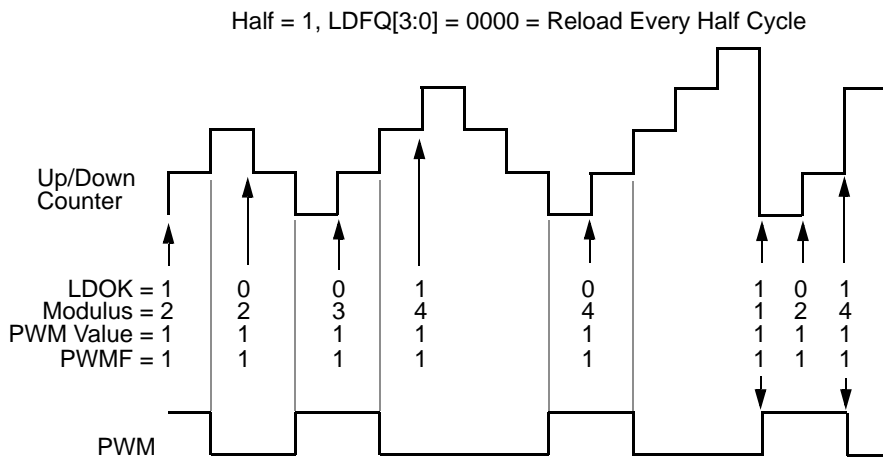 Half = 1, LDFQ[3:0] = 0000 = Reload Every Half Cycle
Up/Down
Counter
LDOK = 1 0 0 1 0 1 0 1
Modulus = 2 2 3 4 4 1 2 4
PWM Value = 1 1 1 1 1 1 1 1
PWMF = 1 1 1 1 1 1 1 1
PWM